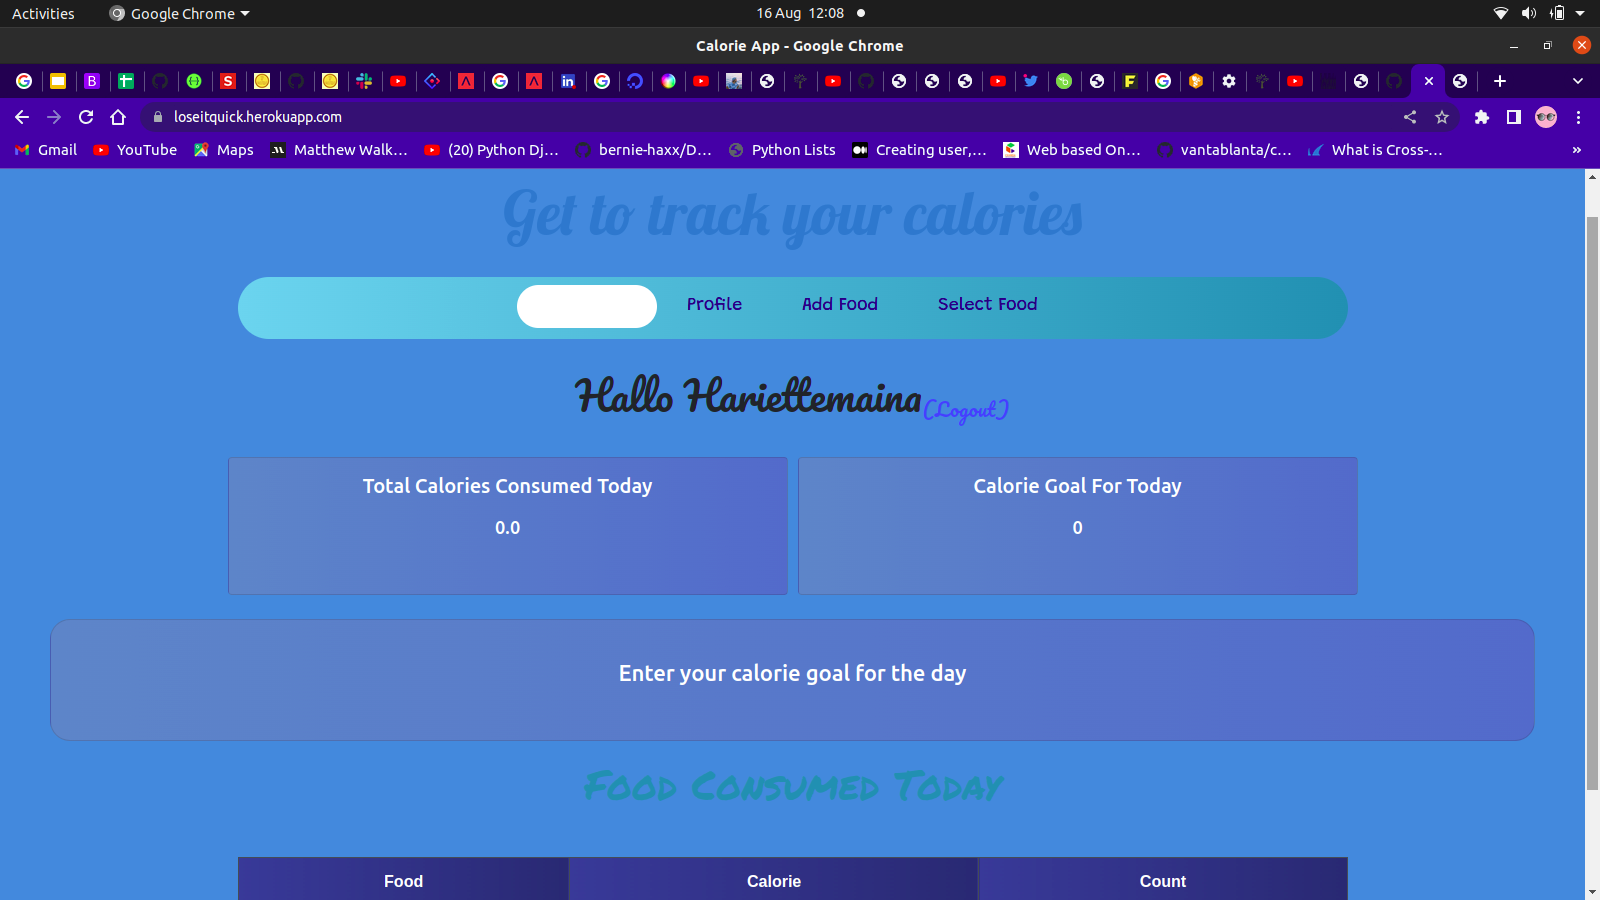 Activities Google Chrome 16 Aug 12:08
Calorie App - Google Chrome
loseitquick.herokuapp.com
Gmail YouTube Maps Matthew Walk... (20) Python Dj... bernie-haxx/D... Python Lists Creating user,... Web based On... vantablanta/c... What is Cross-... »
Get to track your calories
Profile Add Food Select Food
Hallo Hariettemaina (Logout)
Total Calories Consumed Today Calorie Goal For Today
0.0 0
Enter your calorie goal for the day
Food Consumed Today
Food Calorie Count